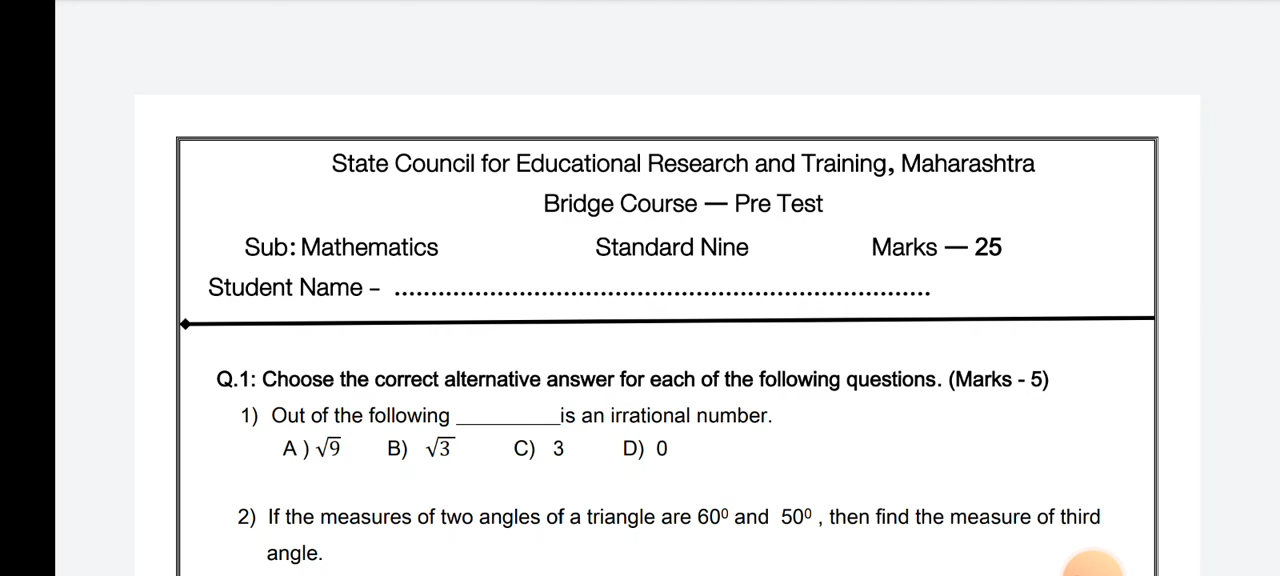 State Council for Educational Research and Training, Maharashtra
Bridge Course — Pre Test
Sub: Mathematics Standard Nine Marks — 25
Student Name – ..........................................................................
Q.1: Choose the correct alternative answer for each of the following questions. (Marks - 5)
1) Out of the following _________is an irrational number.
A ) √9 B) √3 C) 3 D) 0
2) If the measures of two angles of a triangle are 60⁰ and 50⁰ , then find the measure of third
angle.